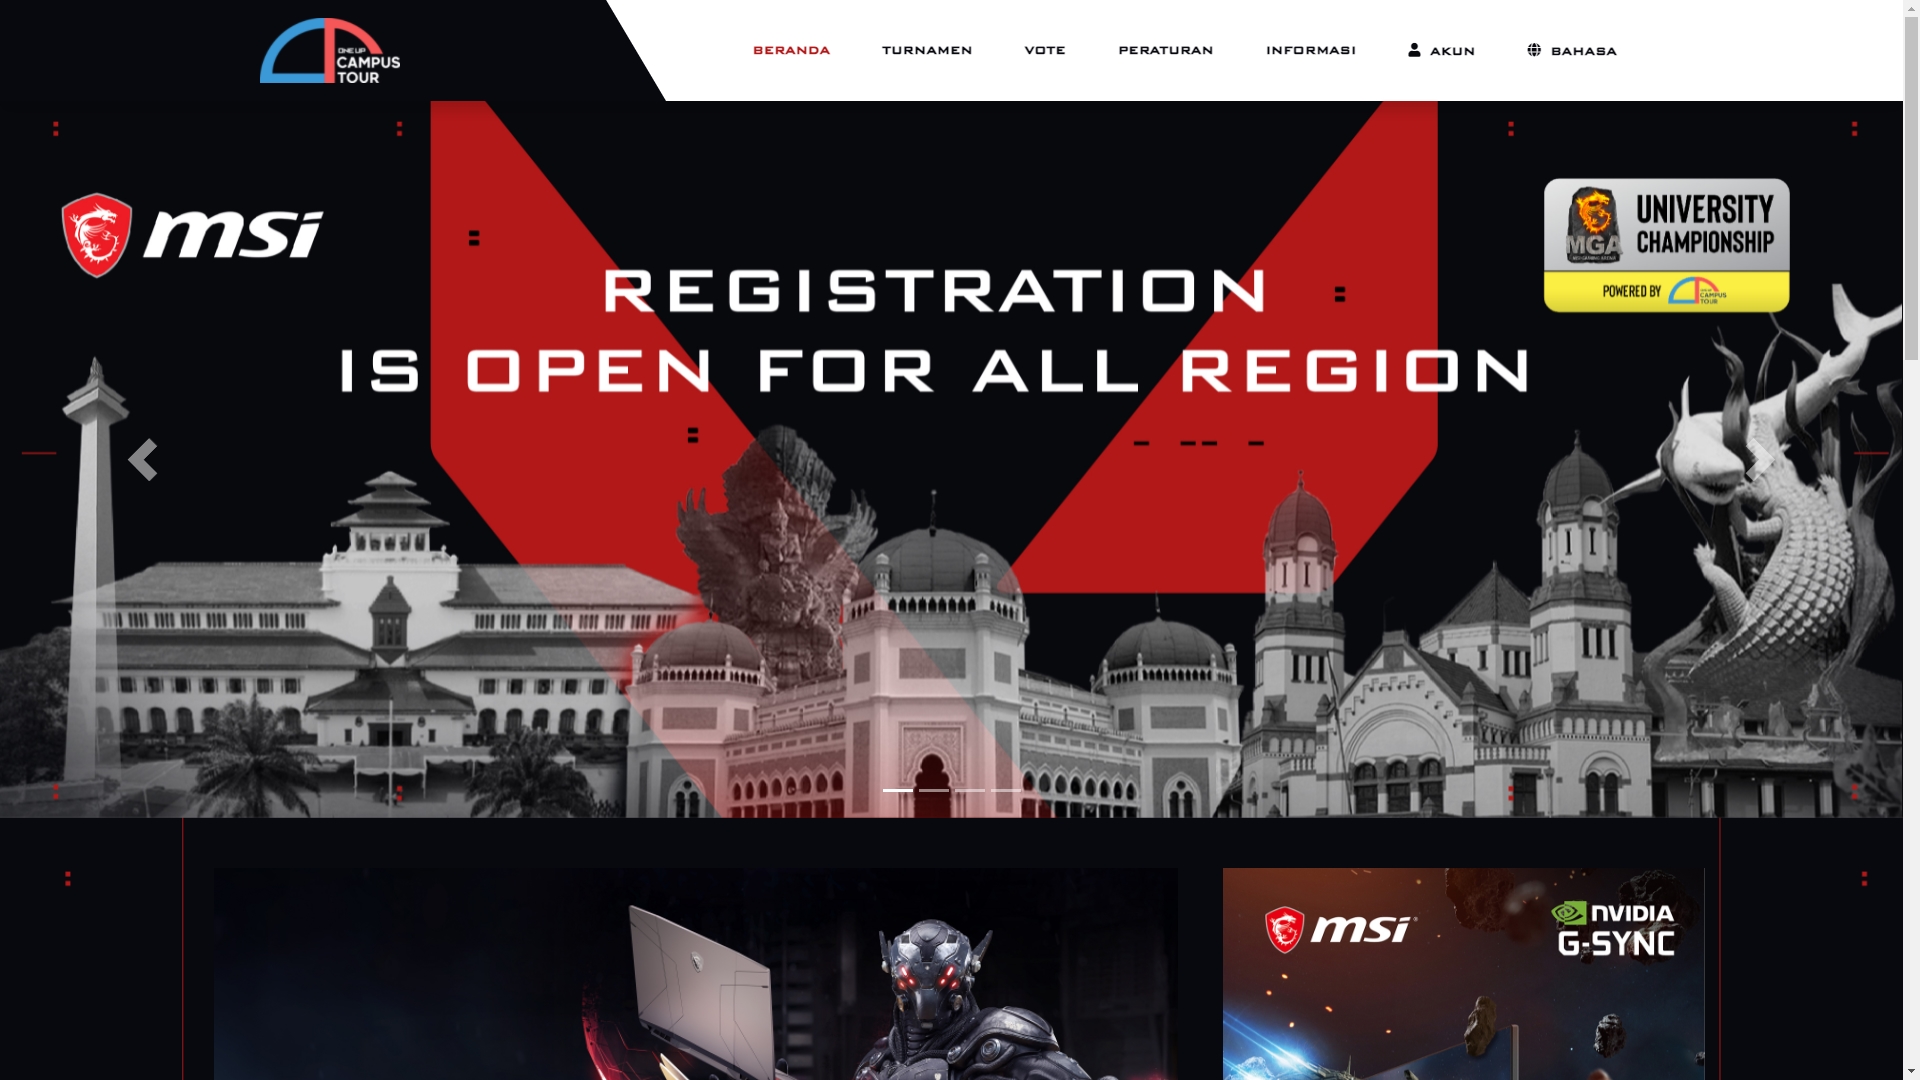 ONE UP
CAMPUS
TOUR
BERANDA
TURNAMEN
VOTE
PERATURAN
INFORMASI
AKUN
BAHASA
msi
MGA
UNIVERSITY
CHAMPIONSHIP
POWERED BY
CAMPUS
TOUR
REGISTRATION
IS OPEN FOR ALL REGION
msi
NVIDIA
G-SYNC